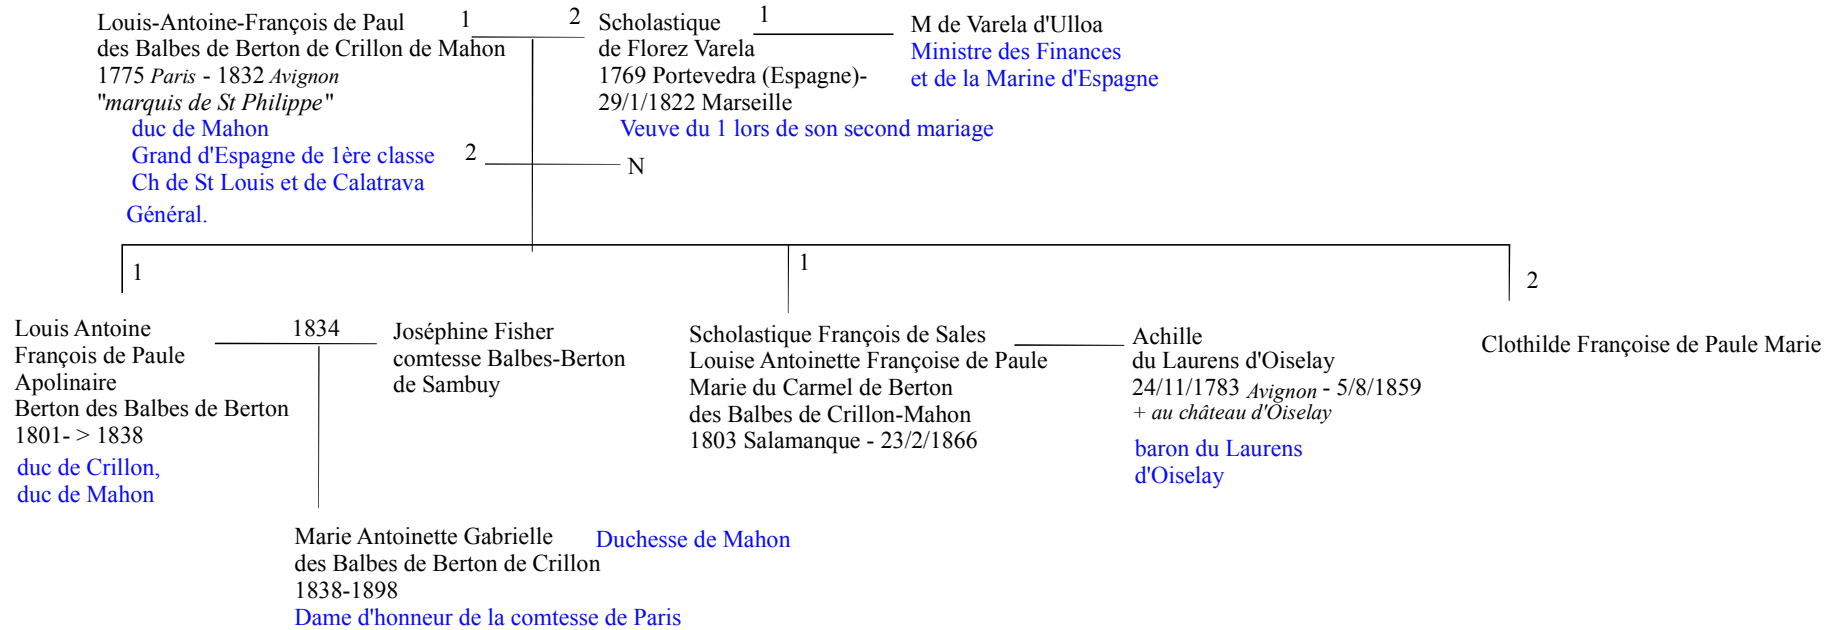 Louis-Antoine-François de Paul
des Balbes de Berton de Crillon de Mahon
1775 Paris - 1832 Avignon
"marquis de St Philippe"
duc de Mahon
Grand d'Espagne de 1ère classe
Ch de St Louis et de Calatrava
Général.
1
2
Scholastique
de Florez Varela
1769 Portevedra (Espagne)-
29/1/1822 Marseille
Veuve du 1 lors de son second mariage
1
M de Varela d'Ulloa
Ministre des Finances
et de la Marine d'Espagne
2
N
1
1
2
Louis Antoine
François de Paule
Apolinaire
Berton des Balbes de Berton
1801- > 1838
duc de Crillon,
duc de Mahon
1834
Joséphine Fisher
comtesse Balbes-Berton
de Sambuy
Scholastique François de Sales
Louise Antoinette Françoise de Paule
Marie du Carmel de Berton
des Balbes de Crillon-Mahon
1803 Salamanque - 23/2/1866
Achille
du Laurens d'Oiselay
24/11/1783 Avignon - 5/8/1859
+ au château d'Oiselay
baron du Laurens
d'Oiselay
Clothilde Françoise de Paule Marie
Marie Antoinette Gabrielle
des Balbes de Berton de Crillon
1838-1898
Dame d'honneur de la comtesse de Paris
Duchesse de Mahon